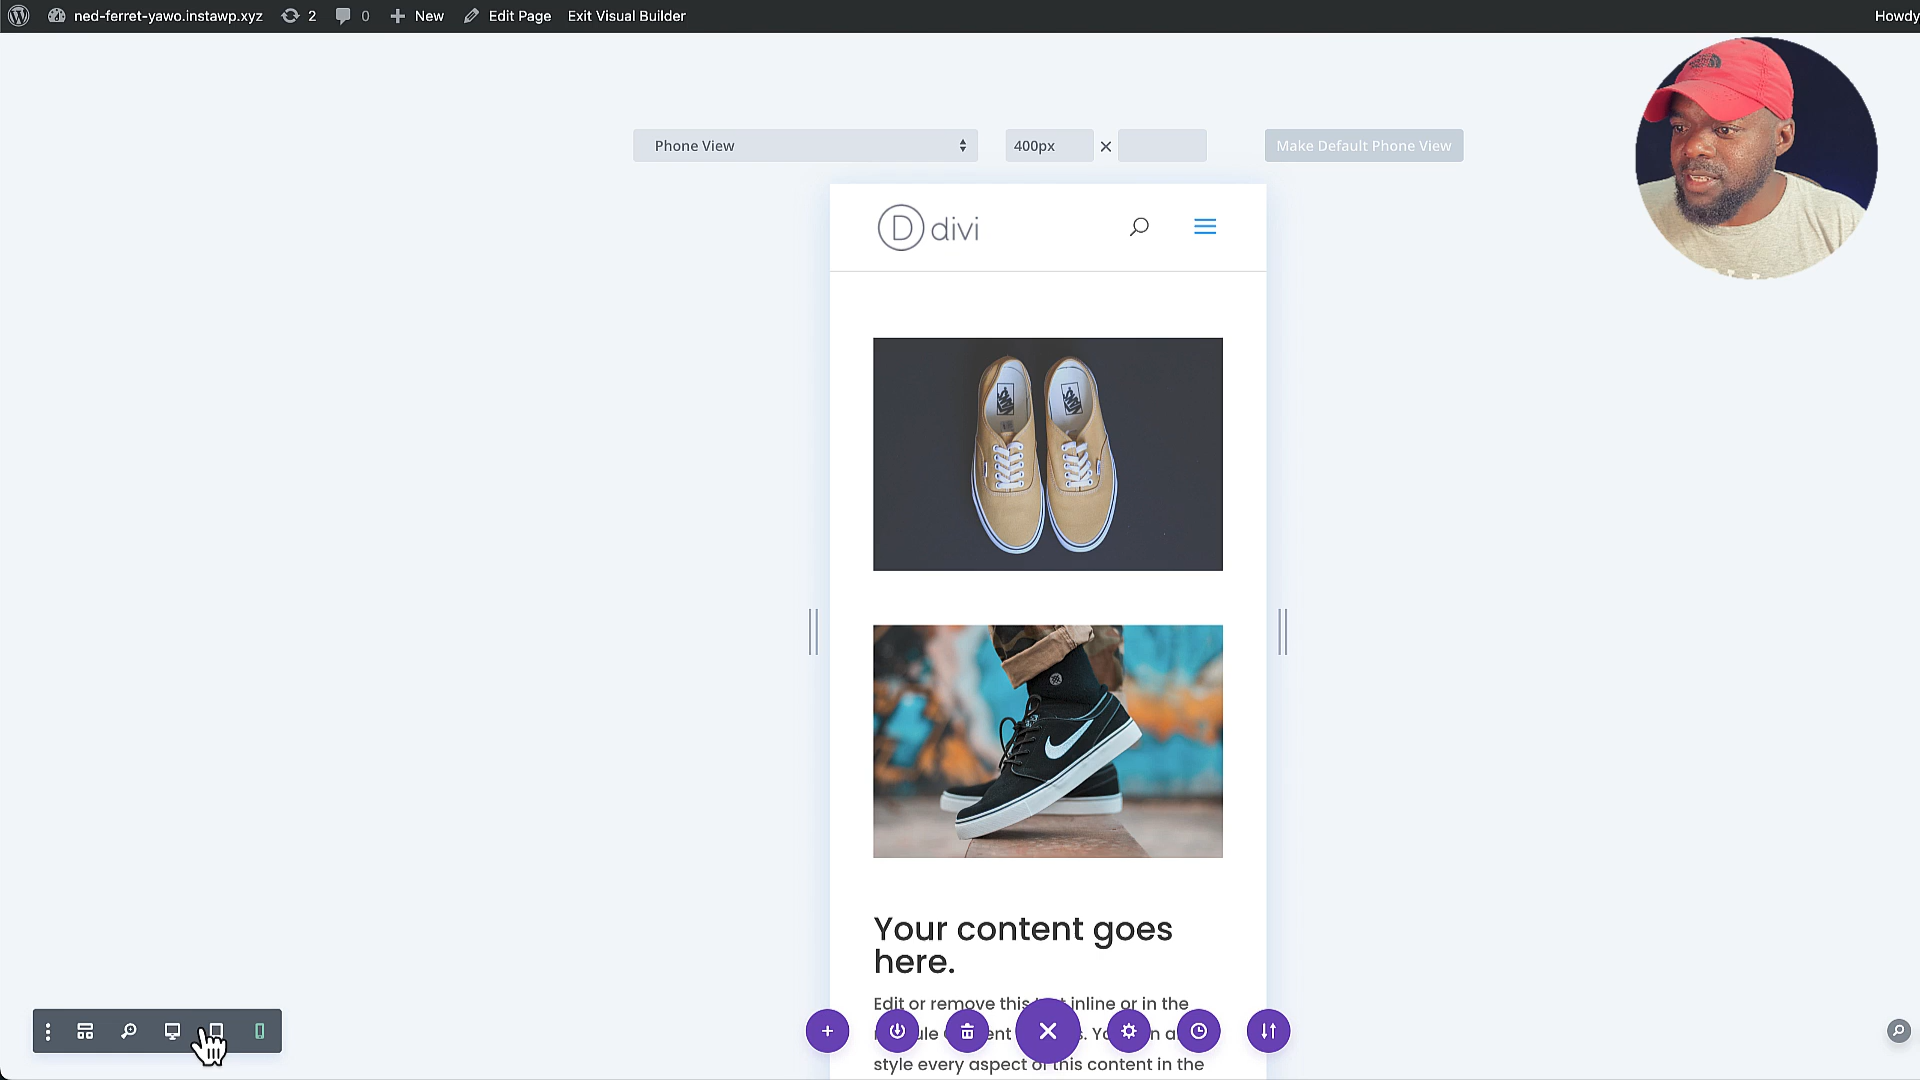 ned-ferret-yawo.instawp.xyz 2 0 New Edit Page Exit Visual Builder Howdy
Phone View 400px × Make Default Phone View
D divi
Your content goes
here.
Edit or remove this inline or in the
style every aspect of this content in the